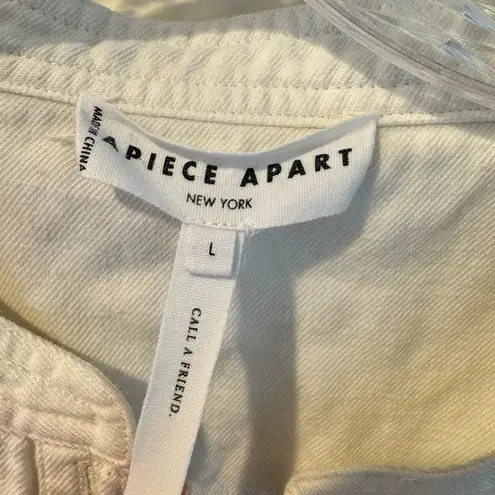 MADE IN CHINA
APIECE APART
NEW YORK
L
CALL A FRIEND.